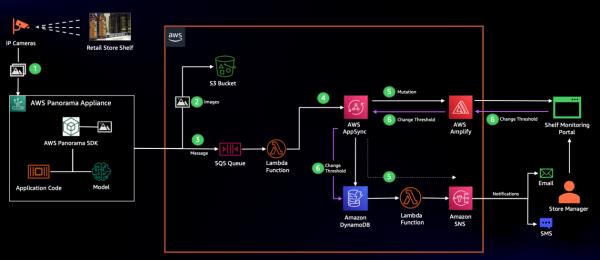 IP Cameras
Retail Store Shelf
1
AWS Panorama Appliance
AWS Panorama SDK
Application Code
Model
aws
S3 Bucket
2 Images
3
Message
SQS Queue
Lambda
Function
4
AWS
AppSync
5 Mutation
6 Change Threshold
AWS
Amplify
6 Change
Threshold
Shelf Monitoring
Portal
6
Change
Threshold
5
Amazon
DynamoDB
Lambda
Function
Amazon
SNS
Notifications
Email
SMS
Store Manager